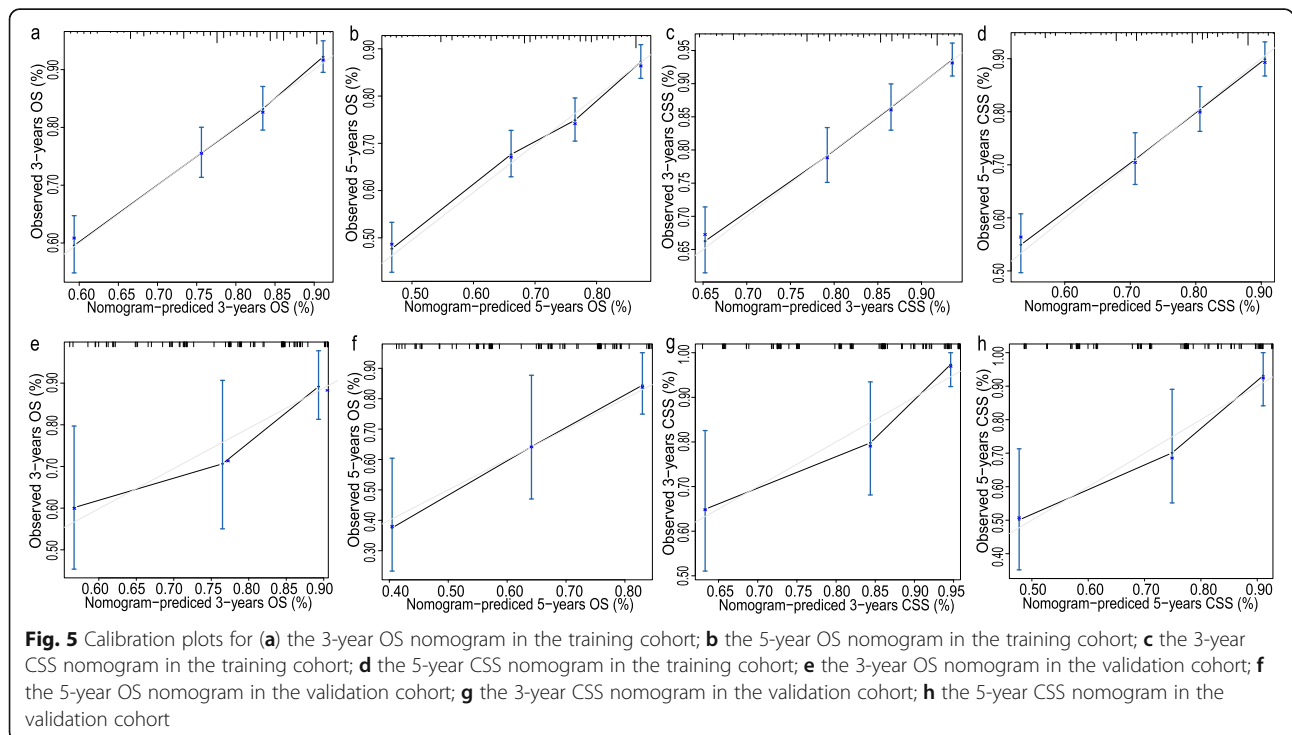 a
b
c
d
Observed 3−years OS (%)
0.60 0.70 0.80 0.90
0.60 0.65 0.70 0.75 0.80 0.85 0.90
Nomogram−prediced 3−years OS (%)
Observed 5−years OS (%)
0.50 0.60 0.70 0.80 0.90
0.50 0.60 0.70 0.80
Nomogram−prediced 5−years OS (%)
Observed 3−years CSS (%)
0.65 0.70 0.75 0.80 0.85 0.90 0.95
0.65 0.70 0.75 0.80 0.85 0.90
Nomogram−prediced 3−years CSS (%)
Observed 5−years CSS (%)
0.50 0.60 0.70 0.80 0.90
0.60 0.70 0.80 0.90
Nomogram−prediced 5−years CSS (%)
e
f
g
h
Observed 3−years OS (%)
0.50 0.60 0.70 0.80 0.90
0.60 0.65 0.70 0.75 0.80 0.85 0.90
Nomogram−prediced 3−years OS (%)
Observed 5−years OS (%)
0.30 0.40 0.50 0.60 0.70 0.80 0.90
0.40 0.50 0.60 0.70 0.80
Nomogram−prediced 5−years OS (%)
Observed 3−years CSS (%)
0.50 0.60 0.70 0.80 0.90 1.00
0.65 0.70 0.75 0.80 0.85 0.90 0.95
Nomogram−prediced 3−years CSS (%)
Observed 5−years CSS (%)
0.40 0.50 0.60 0.70 0.80 0.90 1.00
0.50 0.60 0.70 0.80 0.90
Nomogram−prediced 5−years CSS (%)
Fig. 5 Calibration plots for (a) the 3-year OS nomogram in the training cohort; b the 5-year OS nomogram in the training cohort; c the 3-year
CSS nomogram in the training cohort; d the 5-year CSS nomogram in the training cohort; e the 3-year OS nomogram in the validation cohort; f
the 5-year OS nomogram in the validation cohort; g the 3-year CSS nomogram in the validation cohort; h the 5-year CSS nomogram in the
validation cohort